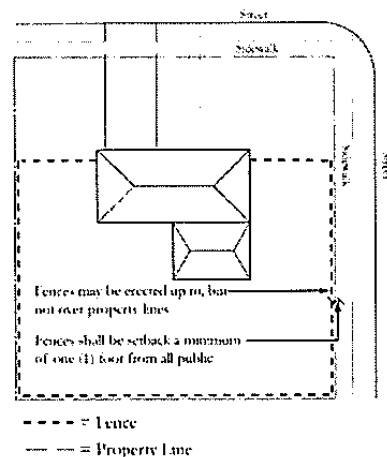 Street
Sidewalk
Sidewalk
Street
Fences may be erected up to, but
not over property lines
Fences shall be setback a minimum
of one (1) foot from all public
= Fence
= Property Line